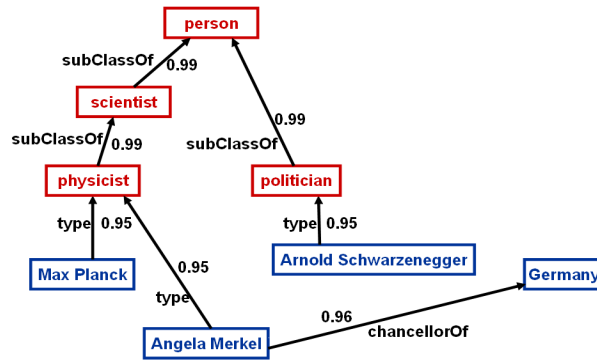 person
subClassOf
0.99
scientist
0.99
subClassOf
0.99
subClassOf
physicist
politician
type
0.95
type
0.95
0.95
Max Planck
Arnold Schwarzenegger
Germany
type
0.96
chancellorOf
Angela Merkel